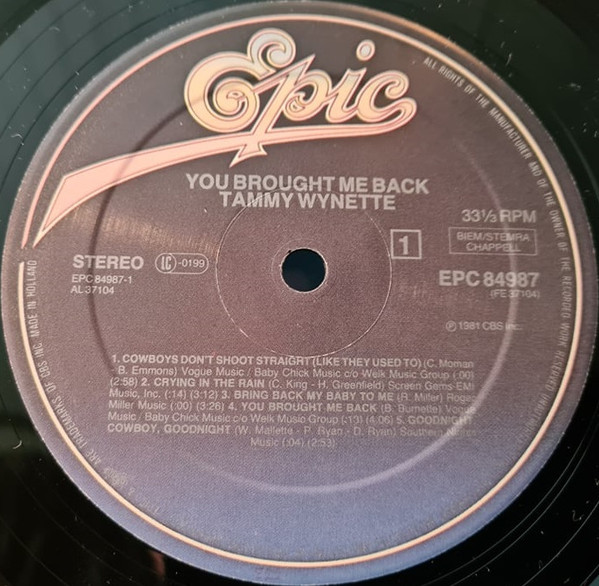 Epic
YOU BROUGHT ME BACK
TAMMY WYNETTE
33⅓ RPM
BIEM/STEMRA
CHAPPELL
1
STEREO
LC-0199
EPC 84987-1
AL 37104
EPC 84987
(FE 37104)
℗ 1981 CBS Inc.
1. COWBOYS DON'T SHOOT STRAIGHT (LIKE THEY USED TO) (C. Moman
- B. Emmons) Vogue Music / Baby Chick Music c/o Welk Music Group (:00)
(2:58) 2. CRYING IN THE RAIN (C. King - H. Greenfield) Screen Gems-EMI
Music, Inc. (:14) (3:12) 3. BRING BACK MY BABY TO ME (R. Miller) Roger
Miller Music (:00) (3:26) 4. YOU BROUGHT ME BACK (B. Burnette) Vogue
Music / Baby Chick Music c/o Welk Music Group (:13) (4:06) 5. GOODNIGHT
COWBOY, GOODNIGHT (W. Mallette - P. Ryan - D. Ryan) Southern
Music (:04) (2:53)
ALL RIGHTS OF THE MANUFACTURER AND OF THE OWNER OF THE RECORDED WORK RESERVED
ARE TRADEMARKS OF CBS INC. MADE IN HOLLAND